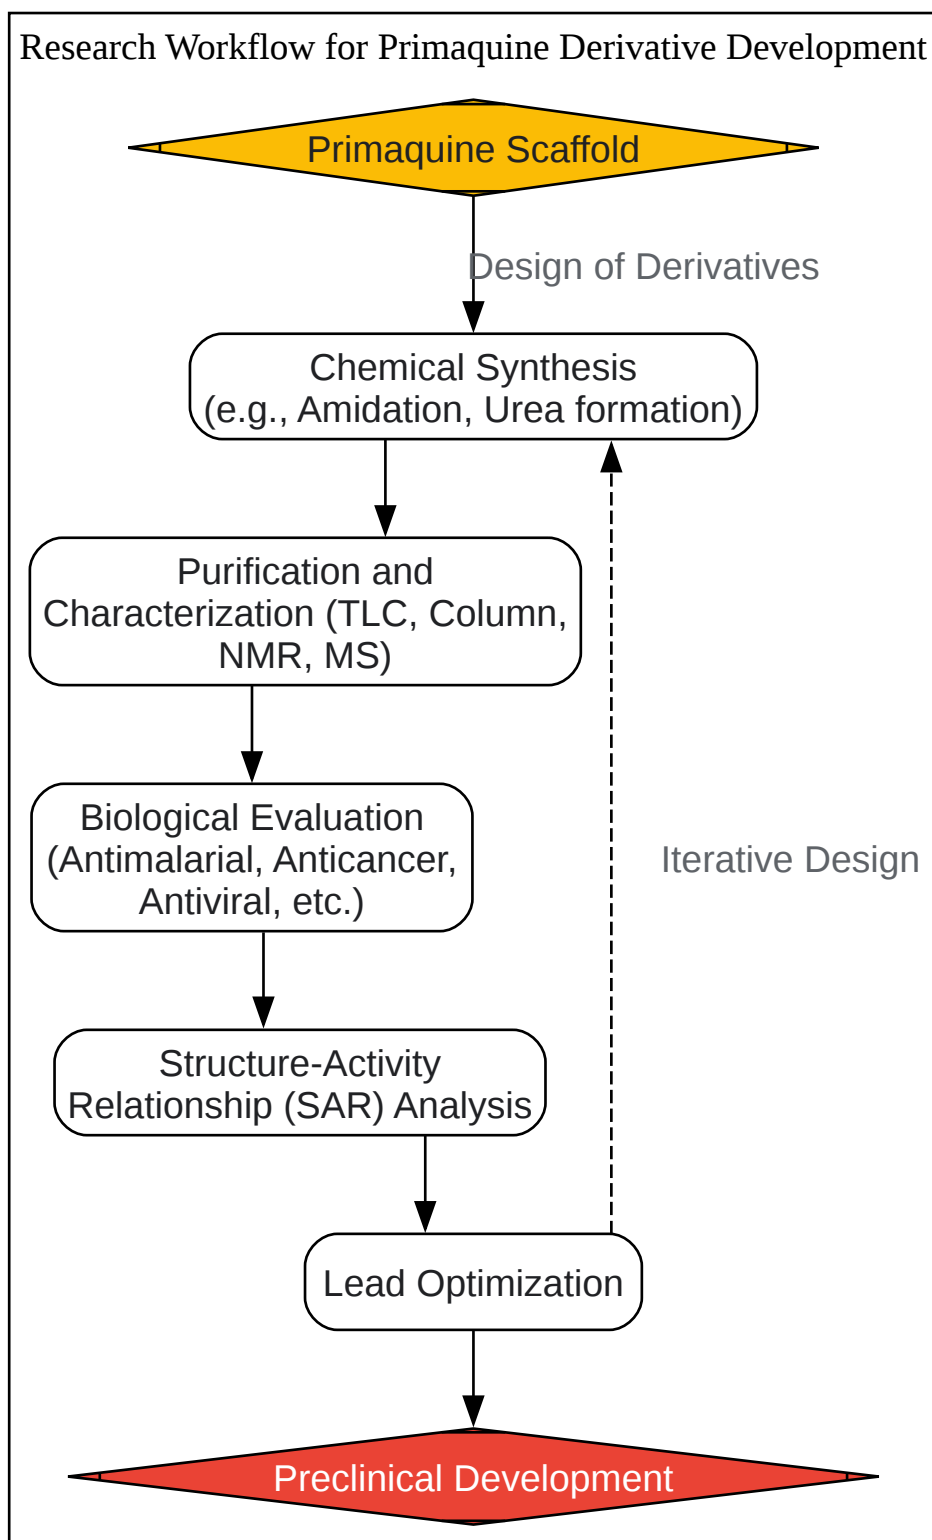 Research Workflow for Primaquine Derivative Development
Primaquine Scaffold
Design of Derivatives
Chemical Synthesis
(e.g., Amidation, Urea formation)
Purification and
Characterization (TLC, Column,
NMR, MS)
Biological Evaluation
(Antimalarial, Anticancer,
Antiviral, etc.)
Iterative Design
Structure-Activity
Relationship (SAR) Analysis
Lead Optimization
Preclinical Development